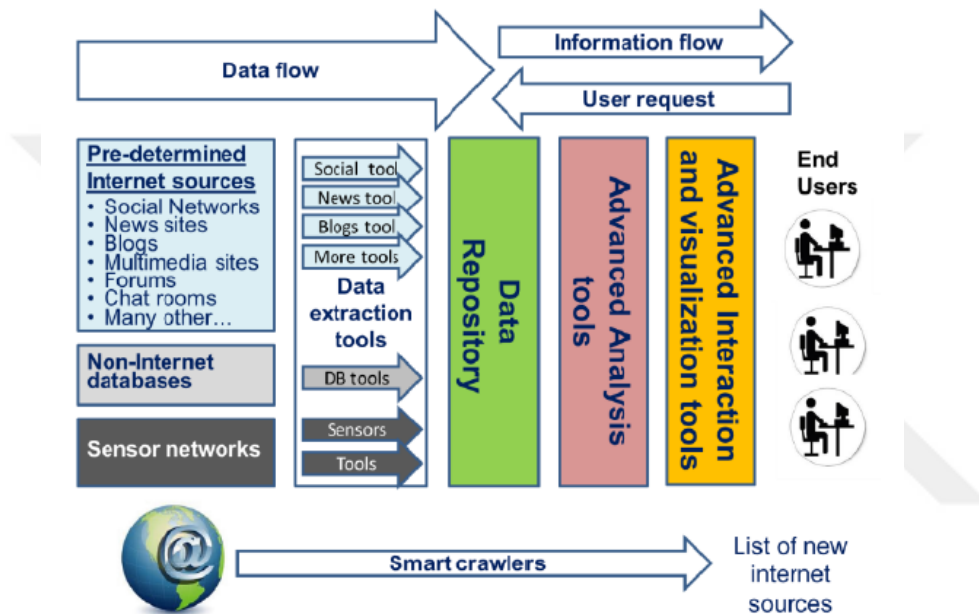 Data flow
Information flow
User request
Pre-determined
Internet sources
• Social Networks
• News sites
• Blogs
• Multimedia sites
• Forums
• Chat rooms
• Many other…
Non-Internet
databases
Sensor networks
Social tool
News tool
Blogs tool
More tools
Data
extraction
tools
DB tools
Sensors
Tools
Data
Repository
Advanced Analysis
tools
Advanced Interaction
and visualization tools
End
Users
@
Smart crawlers
List of new
internet
sources